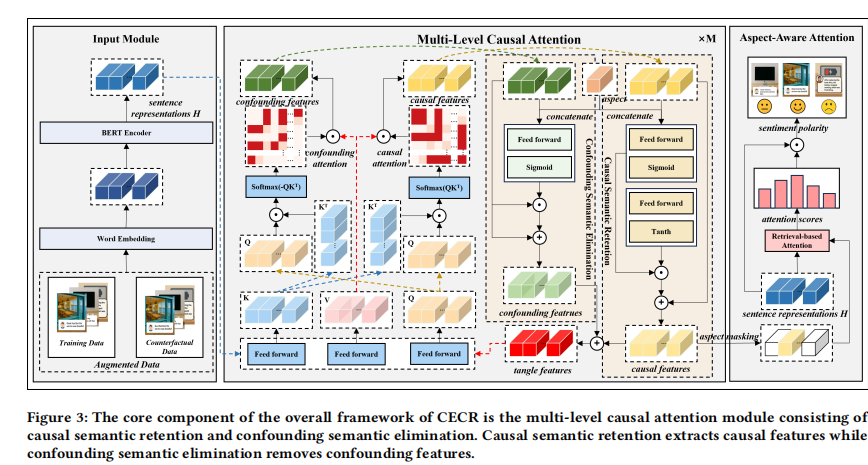 Input Module
sentence
representations H
BERT Encoder
Word Embedding
Training Data
Counterfactual
Data
Augmented Data
Multi-Level Causal Attention
×M
confounding features
causal features
confounding
attention
causal
attention
Softmax(-QKᵀ)
Softmax(QKᵀ)
Kᵀ
Kᵀ
Q
Q
K
V
Q
Feed forward
Feed forward
Feed forward
aspect
concatenate
concatenate
Feed forward
Sigmoid
Confounding Semantic Elimination
Causal Semantic Retention
Feed forward
Sigmoid
Feed forward
Tanth
confounding featrues
tangle features
causal features
aspect masking
Aspect-Aware Attention
sentiment polarity
attention scores
Retrieval-based
Attention
sentence representations H
Figure 3: The core component of the overall framework of CECR is the multi-level causal attention module consisting of
causal semantic retention and confounding semantic elimination. Causal semantic retention extracts causal features while
confounding semantic elimination removes confounding features.